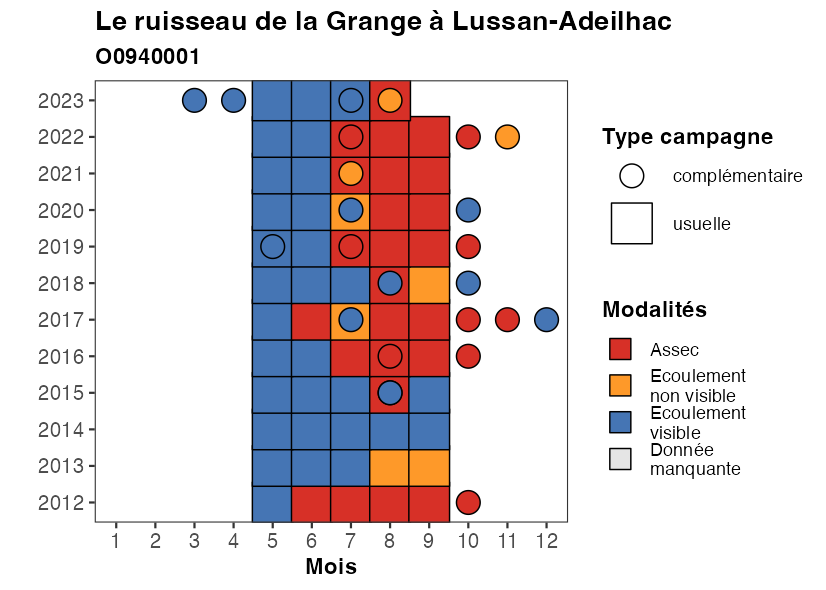 Le ruisseau de la Grange à Lussan-Adeilhac
O0940001
2023
2022
2021
2020
2019
2018
2017
2016
2015
2014
2013
2012
1 2 3 4 5 6 7 8 9 10 11 12
Mois
Type campagne
complémentaire
usuelle
Modalités
Assec
Ecoulement
non visible
Ecoulement
visible
Donnée
manquante